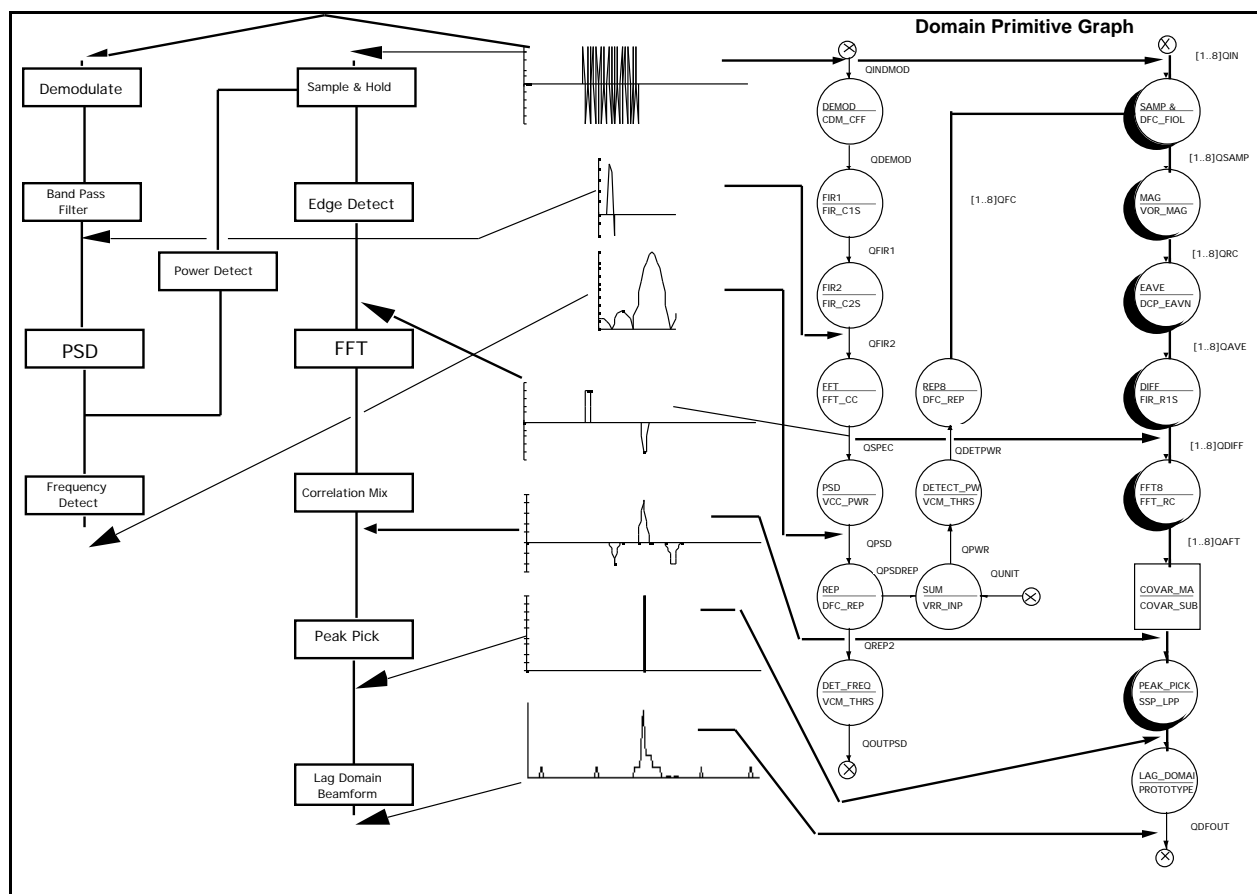 Domain Primitive Graph
Demodulate
Band Pass
Filter
Power Detect
PSD
Frequency
Detect
Sample & Hold
Edge Detect
FFT
Correlation Mix
Peak Pick
Lag Domain
Beamform
QINDMOD
DEMOD
CDM_CFF
QDEMOD
FIR1
FIR_C1S
QFIR1
FIR2
FIR_C2S
QFIR2
FFT
FFT_CC
QSPEC
PSD
VCC_PWR
QPSD
REP
DFC_REP
QREP2
DET_FREQ
VCM_THRS
QOUTPSD
QPSDREP
SUM
VRR_INP
QUNIT
QPWR
DETECT_PW
VCM_THRS
QDETPWR
REP8
DFC_REP
[1..8]QFC
[1..8]QIN
SAMP &
DFC_FIOL
[1..8]QSAMP
MAG
VOR_MAG
[1..8]QRC
EAVE
DCP_EAVN
[1..8]QAVE
DIFF
FIR_R1S
[1..8]QDIFF
FFT8
FFT_RC
[1..8]QAFT
COVAR_MA
COVAR_SUB
PEAK_PICK
SSP_LPP
LAG_DOMAI
PROTOTYPE
QDFOUT